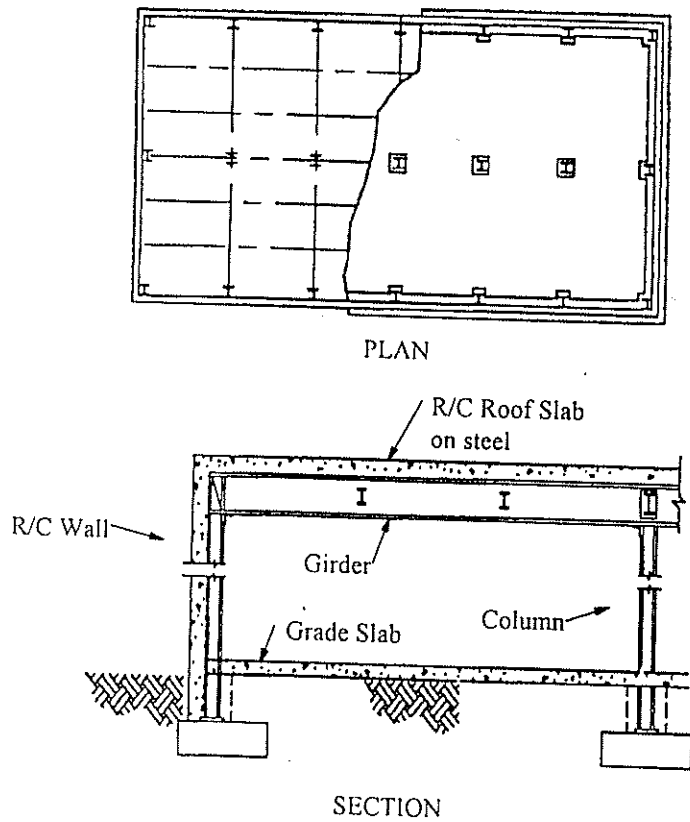 PLAN
R/C Roof Slab
on steel
R/C Wall
Girder
Column
Grade Slab
SECTION